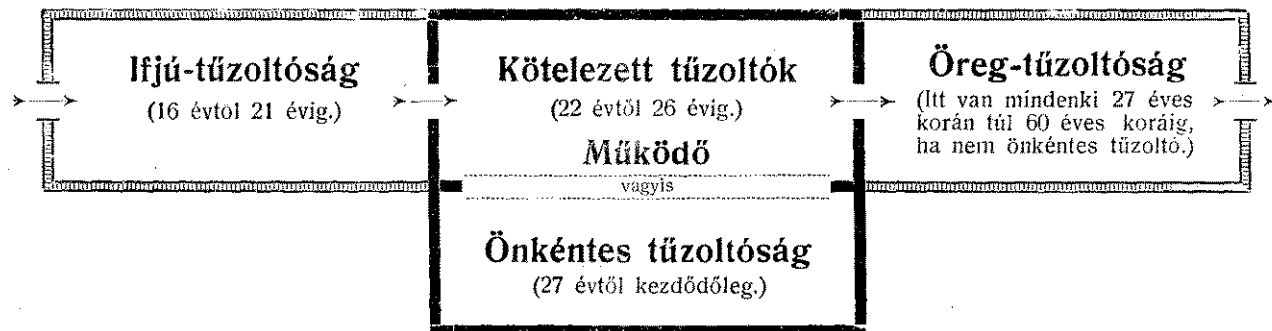 Ifjú-tűzoltóság
(16 évtől 21 évig.)
Kötelezett tűzoltók
(22 évtől 26 évig.)
Működő
vagyis
Önkéntes tűzoltóság
(27 évtől kezdődőleg.)
Öreg-tűzoltóság
(Itt van mindenki 27 éves
korán túl 60 éves koráig,
ha nem önkéntes tűzoltó.)